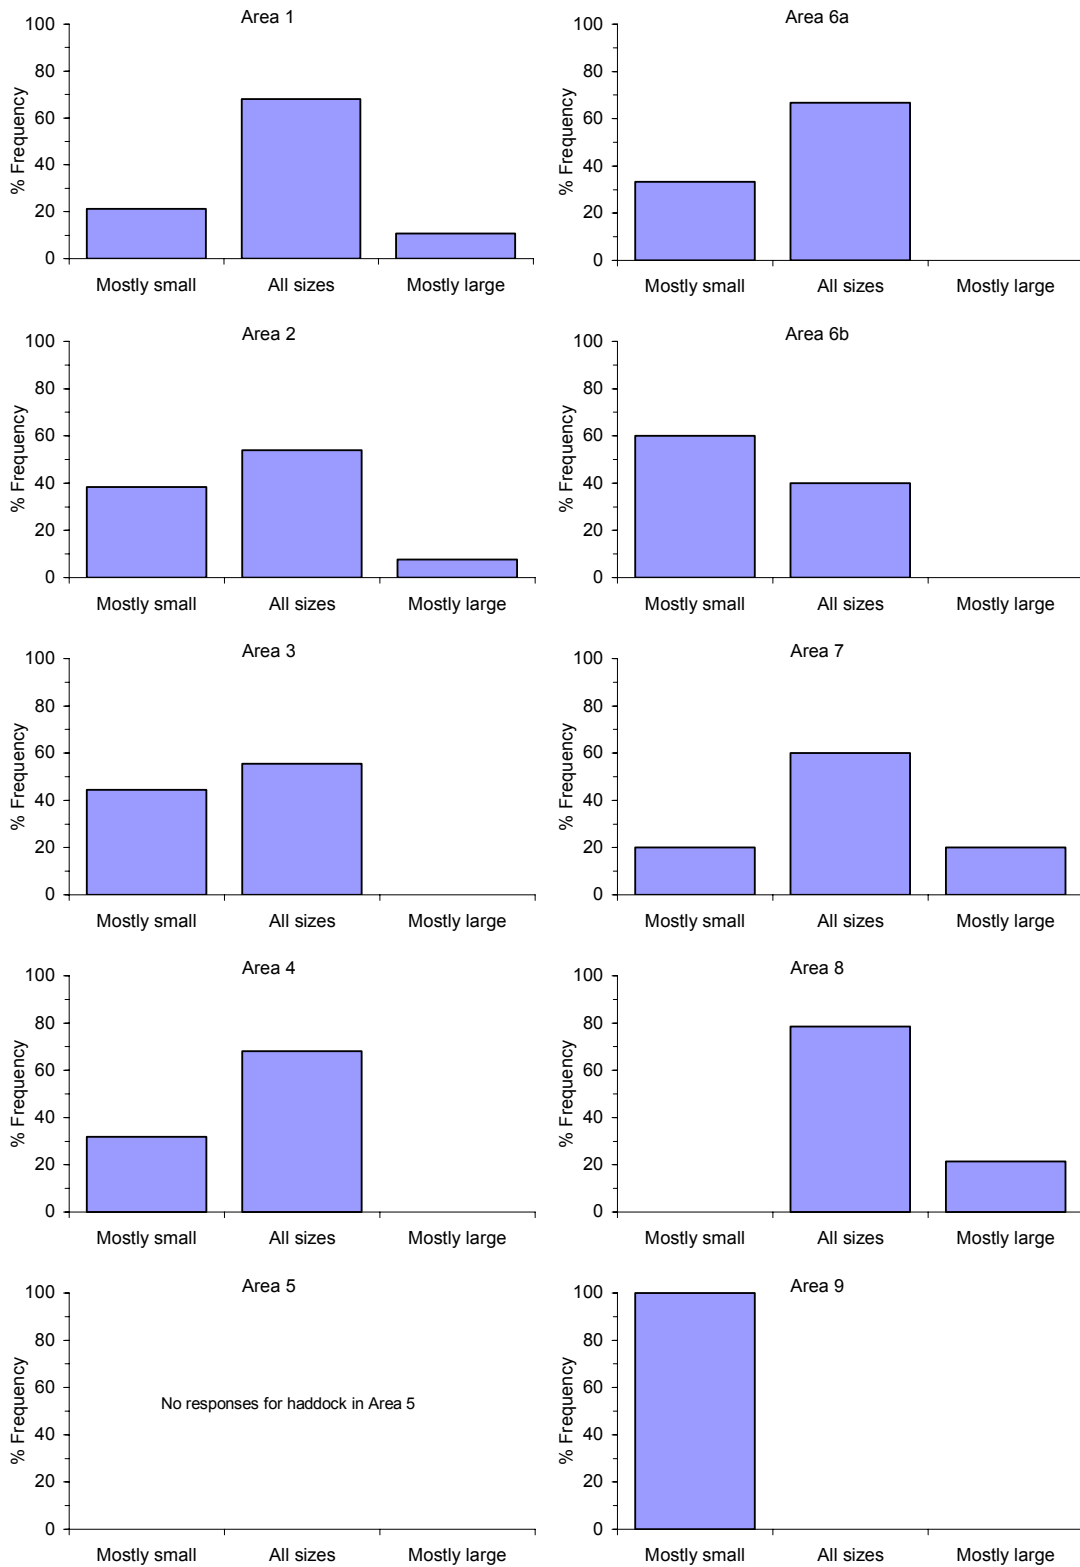 Area 1
100
80
60
40
20
0
% Frequency
Mostly small All sizes Mostly large
Area 6a
100
80
60
40
20
0
% Frequency
Mostly small All sizes Mostly large
Area 2
100
80
60
40
20
0
% Frequency
Mostly small All sizes Mostly large
Area 6b
100
80
60
40
20
0
% Frequency
Mostly small All sizes Mostly large
Area 3
100
80
60
40
20
0
% Frequency
Mostly small All sizes Mostly large
Area 7
100
80
60
40
20
0
% Frequency
Mostly small All sizes Mostly large
Area 4
100
80
60
40
20
0
% Frequency
Mostly small All sizes Mostly large
Area 8
100
80
60
40
20
0
% Frequency
Mostly small All sizes Mostly large
Area 5
100
80
60
40
20
0
% Frequency
No responses for haddock in Area 5
Mostly small All sizes Mostly large
Area 9
100
80
60
40
20
0
% Frequency
Mostly small All sizes Mostly large